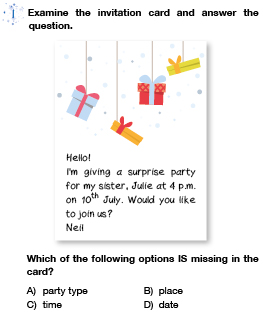 1 Examine the invitation card and answer the
question.
Hello!
I'm giving a surprise party
for my sister, Julie at 4 p.m.
on 10th July. Would you like
to join us?
Neil
Which of the following options IS missing in the
card?
A) party type B) place
C) time D) date